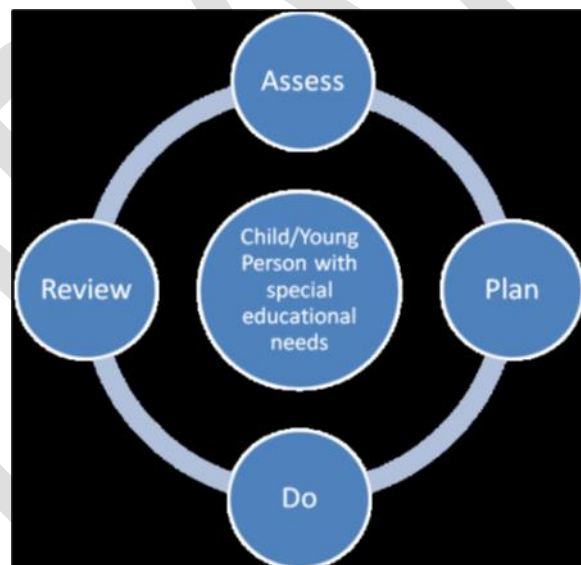 Assess
Child/Young
Person with
special
educational
needs
Review
Plan
Do